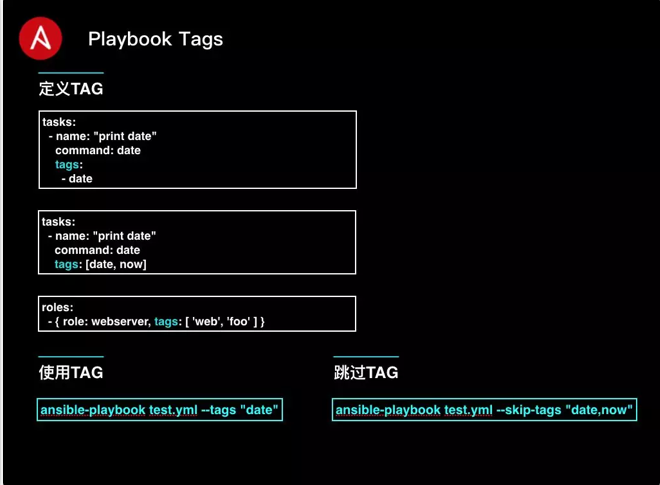 Playbook Tags
定义TAG
tasks:
- name: "print date"
command: date
tags:
- date
tasks:
- name: "print date"
command: date
tags: [date, now]
roles:
- { role: webserver, tags: [ 'web', 'foo' ] }
使用TAG
ansible-playbook test.yml --tags "date"
跳过TAG
ansible-playbook test.yml --skip-tags "date,now"